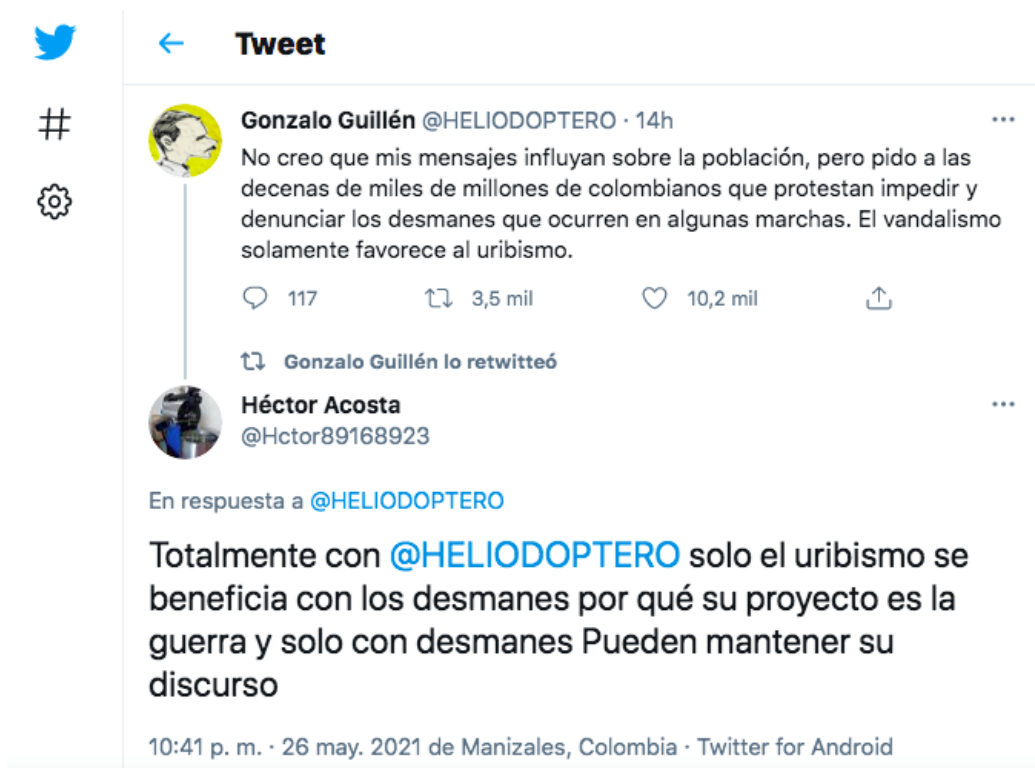 Tweet
Gonzalo Guillén @HELIODOPTERO · 14h
No creo que mis mensajes influyan sobre la población, pero pido a las
decenas de miles de millones de colombianos que protestan impedir y
denunciar los desmanes que ocurren en algunas marchas. El vandalismo
solamente favorece al uribismo.
117 3,5 mil 10,2 mil
Gonzalo Guillén lo retwitteó
Héctor Acosta
@Hctor89168923
En respuesta a @HELIODOPTERO
Totalmente con @HELIODOPTERO solo el uribismo se
beneficia con los desmanes por qué su proyecto es la
guerra y solo con desmanes Pueden mantener su
discurso
10:41 p. m. · 26 may. 2021 de Manizales, Colombia · Twitter for Android